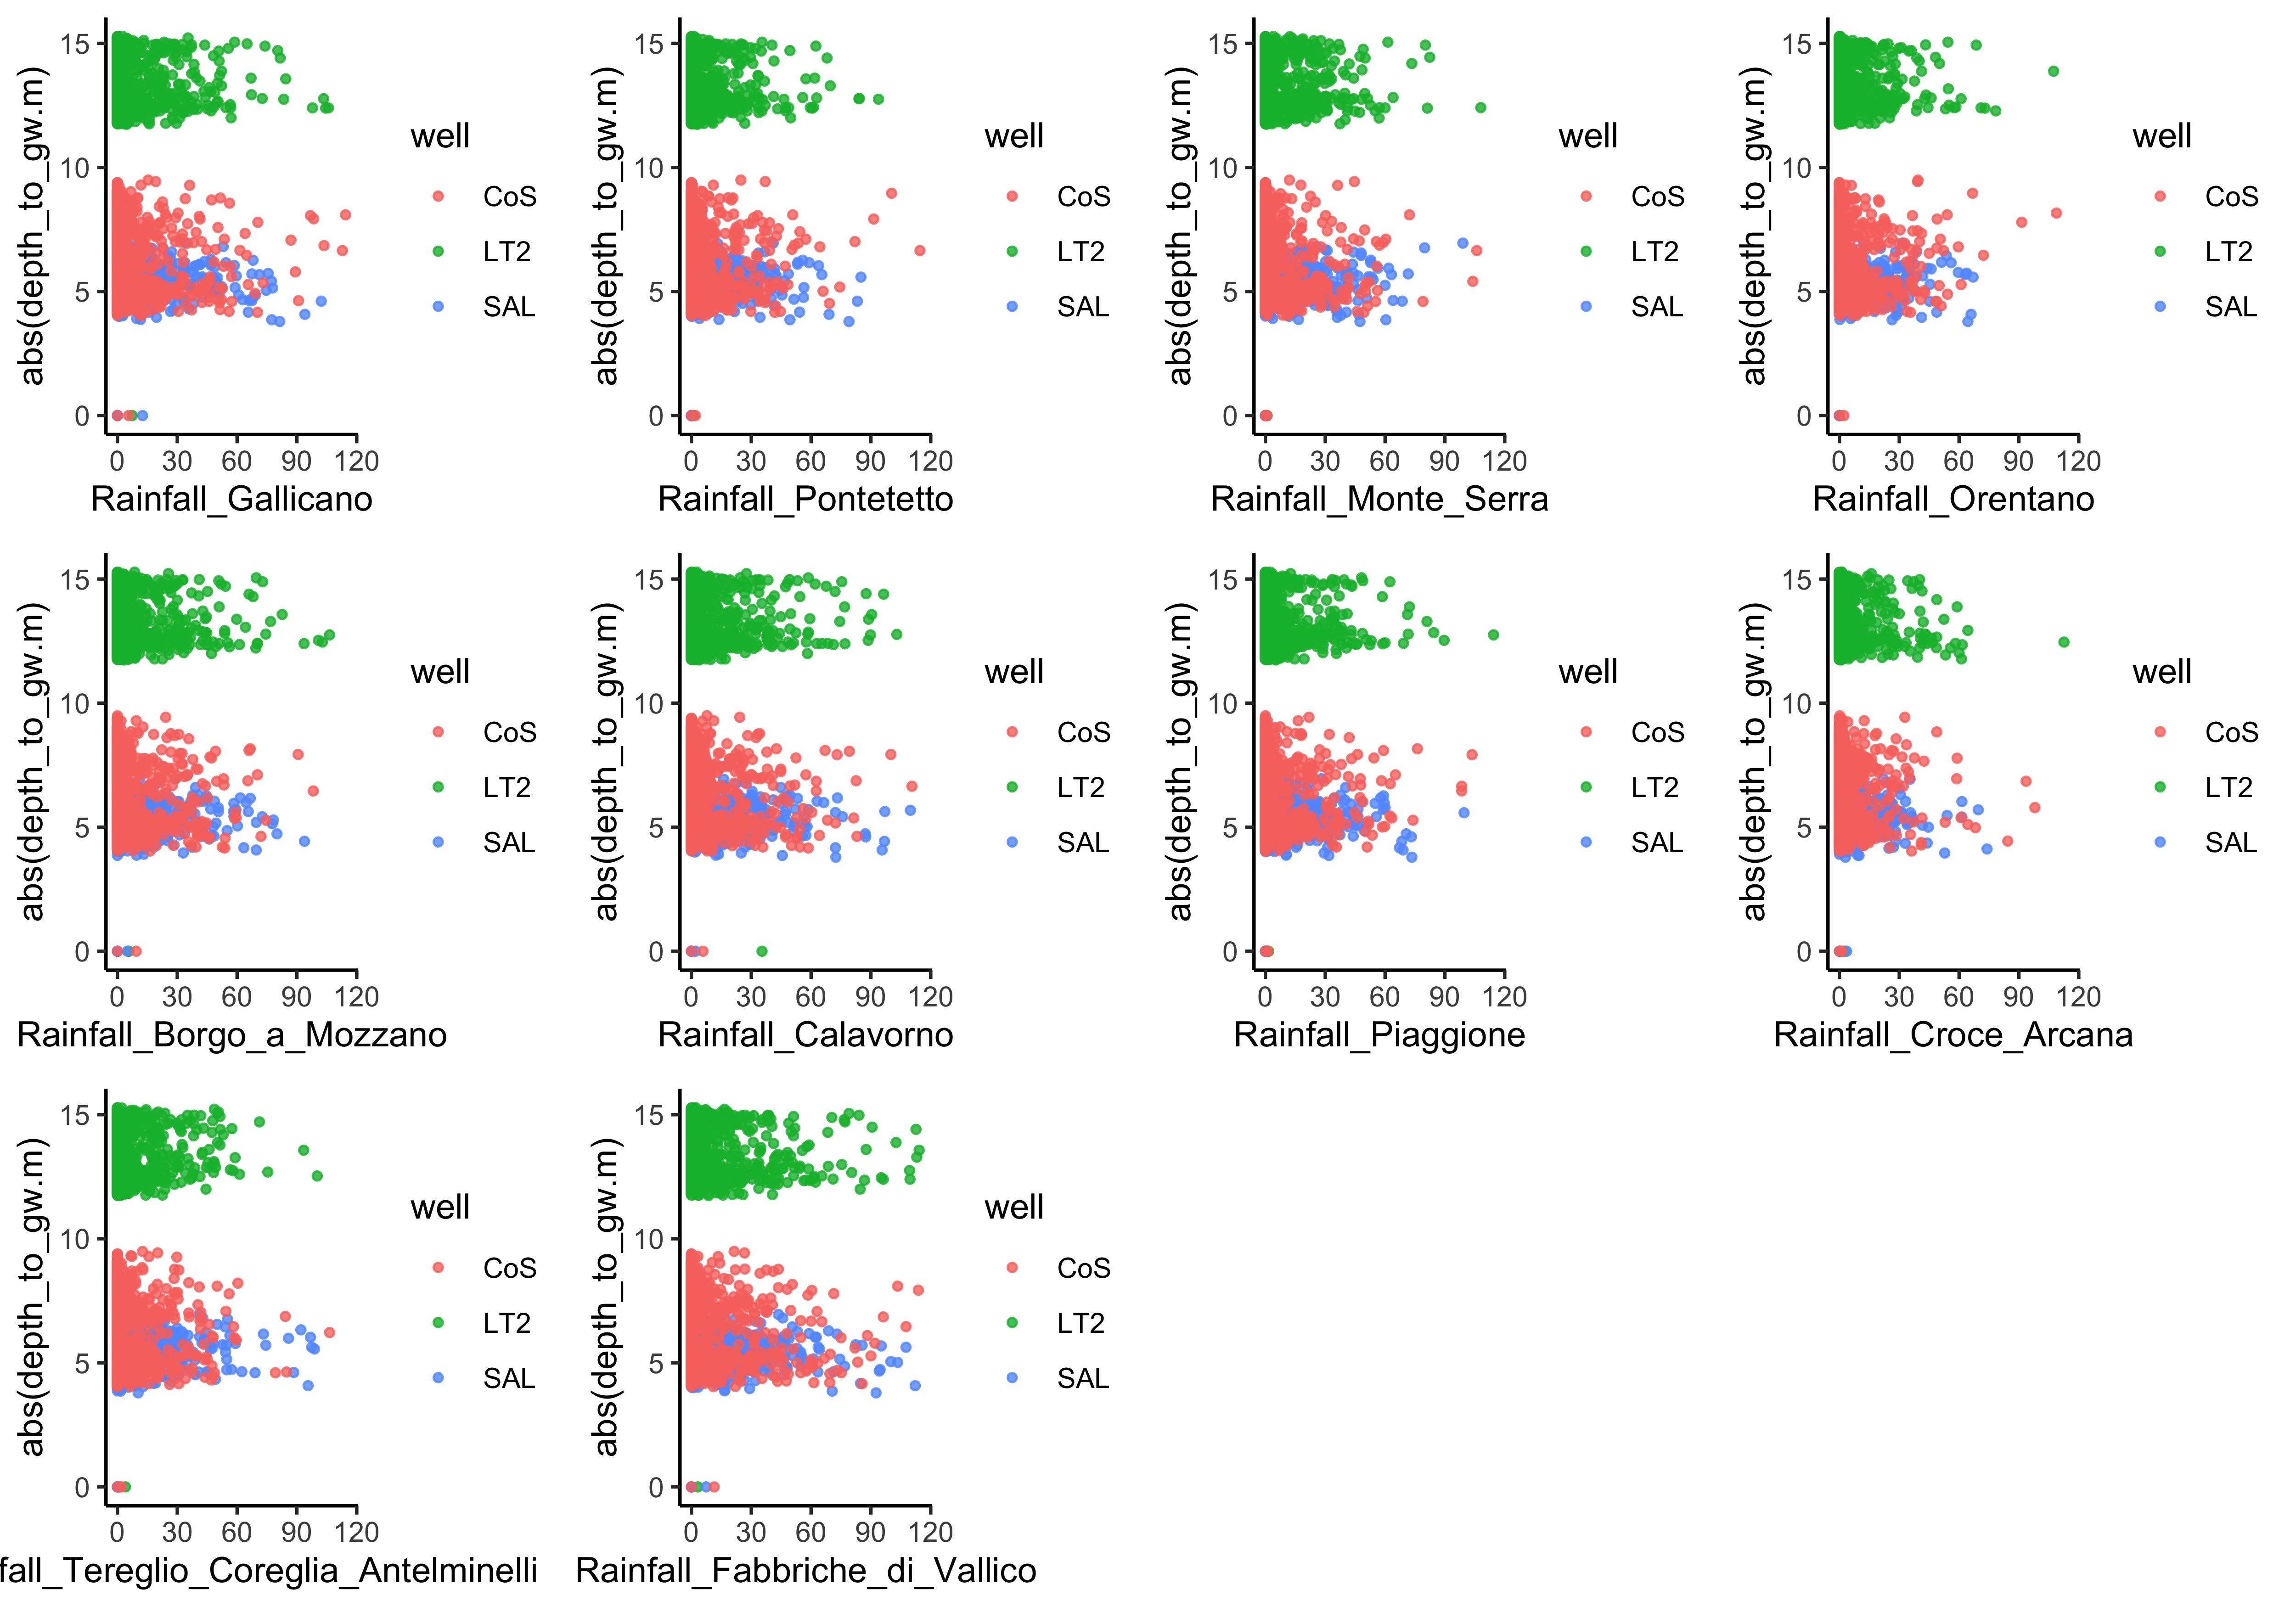 abs(depth_to_gw.m)
15
10
5
0
0 30 60 90 120
Rainfall_Gallicano
well
CoS
LT2
SAL
abs(depth_to_gw.m)
15
10
5
0
0 30 60 90 120
Rainfall_Pontetetto
well
CoS
LT2
SAL
abs(depth_to_gw.m)
15
10
5
0
0 30 60 90 120
Rainfall_Monte_Serra
well
CoS
LT2
SAL
abs(depth_to_gw.m)
15
10
5
0
0 30 60 90 120
Rainfall_Orentano
well
CoS
LT2
SAL
abs(depth_to_gw.m)
15
10
5
0
0 30 60 90 120
Rainfall_Borgo_a_Mozzano
well
CoS
LT2
SAL
abs(depth_to_gw.m)
15
10
5
0
0 30 60 90 120
Rainfall_Calavorno
well
CoS
LT2
SAL
abs(depth_to_gw.m)
15
10
5
0
0 30 60 90 120
Rainfall_Piaggione
well
CoS
LT2
SAL
abs(depth_to_gw.m)
15
10
5
0
0 30 60 90 120
Rainfall_Croce_Arcana
well
CoS
LT2
SAL
abs(depth_to_gw.m)
15
10
5
0
0 30 60 90 120
fall_Tereglio_Coreglia_Antelminelli
well
CoS
LT2
SAL
abs(depth_to_gw.m)
15
10
5
0
0 30 60 90 120
Rainfall_Fabbriche_di_Vallico
well
CoS
LT2
SAL